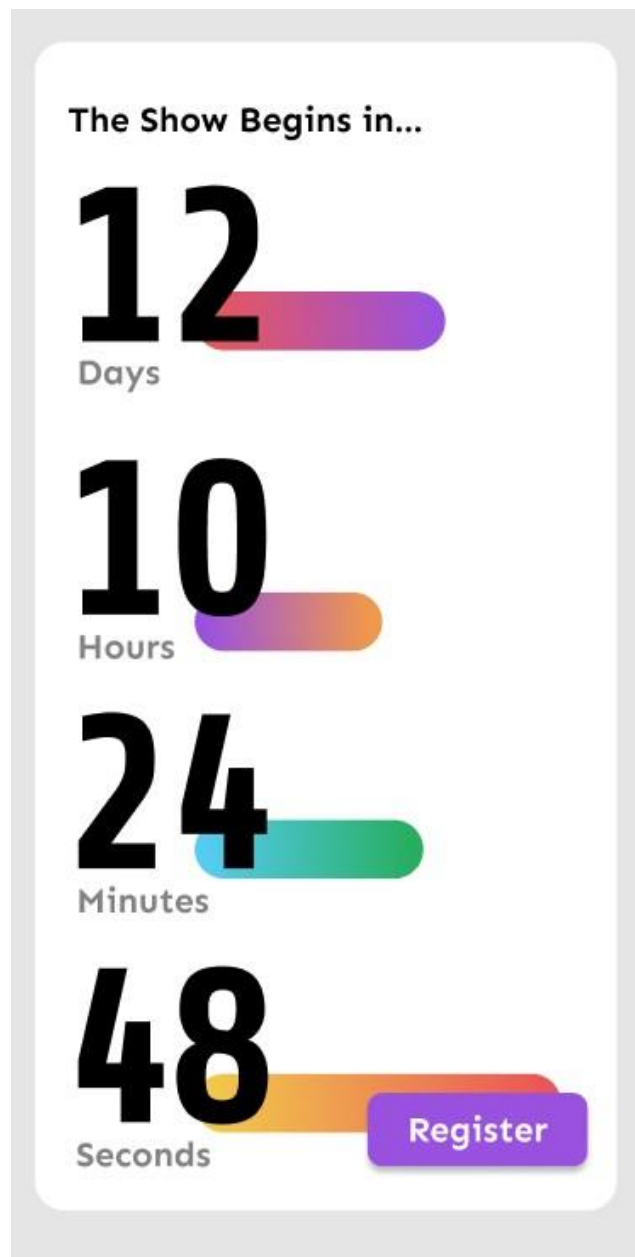 The Show Begins in...
12
Days
10
Hours
24
Minutes
48
Seconds
Register